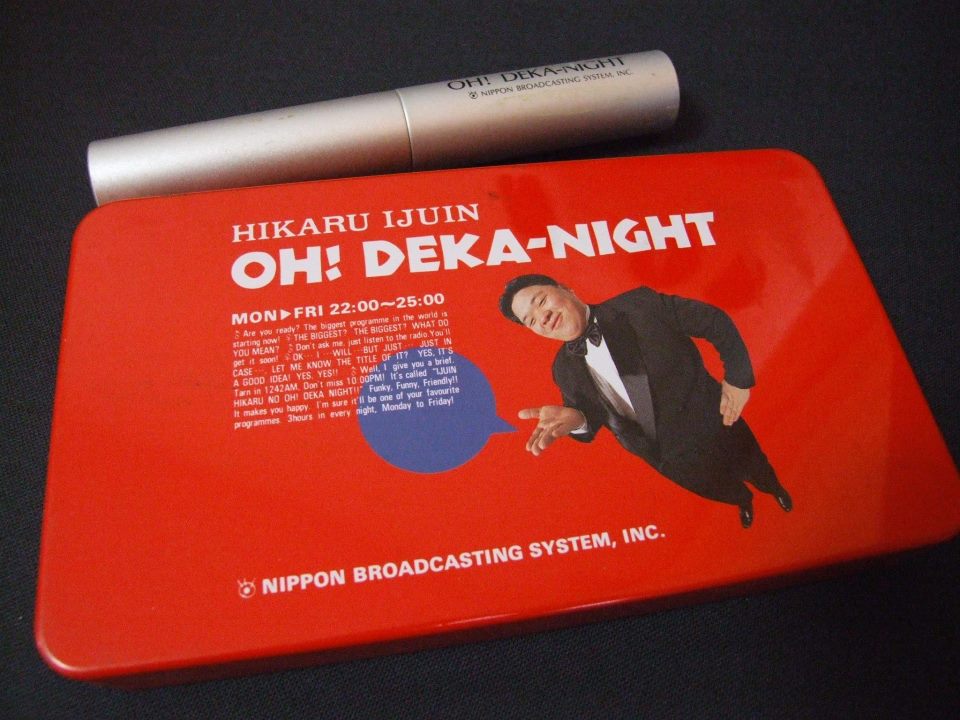 OH! DEKA-NIGHT
NIPPON BROADCASTING SYSTEM, INC.
HIKARU IJUIN
OH! DEKA-NIGHT
MON▶FRI 22:00~25:00
Are you ready? The biggest programme in the world is
starting now! THE BIGGEST? THE BIGGEST? WHAT DO
YOU MEAN? Don't ask me. just listen to the radio You'll
get it soon! OK… I …WILL…BUT JUST… JUST IN
CASE…. LET ME KNOW THE TITLE OF IT? YES, IT'S
A GOOD IDEA! YES, YES!! Well, I give you a brief.
Tarn in 1242AM. Don't miss 10:00PM! It's called "IJUIN
HIKARU NO OH! DEKA NIGHT!!" Funky, Funny, Friendly!!
It makes you happy. I'm sure it'll be one of your favourite
programmes. 3hours in every night, Monday to Friday!
NIPPON BROADCASTING SYSTEM, INC.